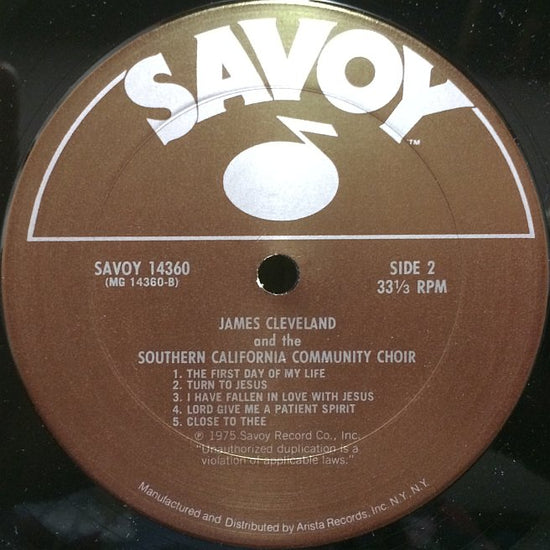 SAVOY
™
SAVOY 14360
(MG 14360-B)
SIDE 2
33⅓ RPM
JAMES CLEVELAND
and the
SOUTHERN CALIFORNIA COMMUNITY CHOIR
1. THE FIRST DAY OF MY LIFE
2. TURN TO JESUS
3. I HAVE FALLEN IN LOVE WITH JESUS
4. LORD GIVE ME A PATIENT SPIRIT
5. CLOSE TO THEE
℗ 1975 Savoy Record Co., Inc.
"Unauthorized duplication is a
violation of applicable laws."
Manufactured and Distributed by Arista Records, Inc. N.Y., N.Y.